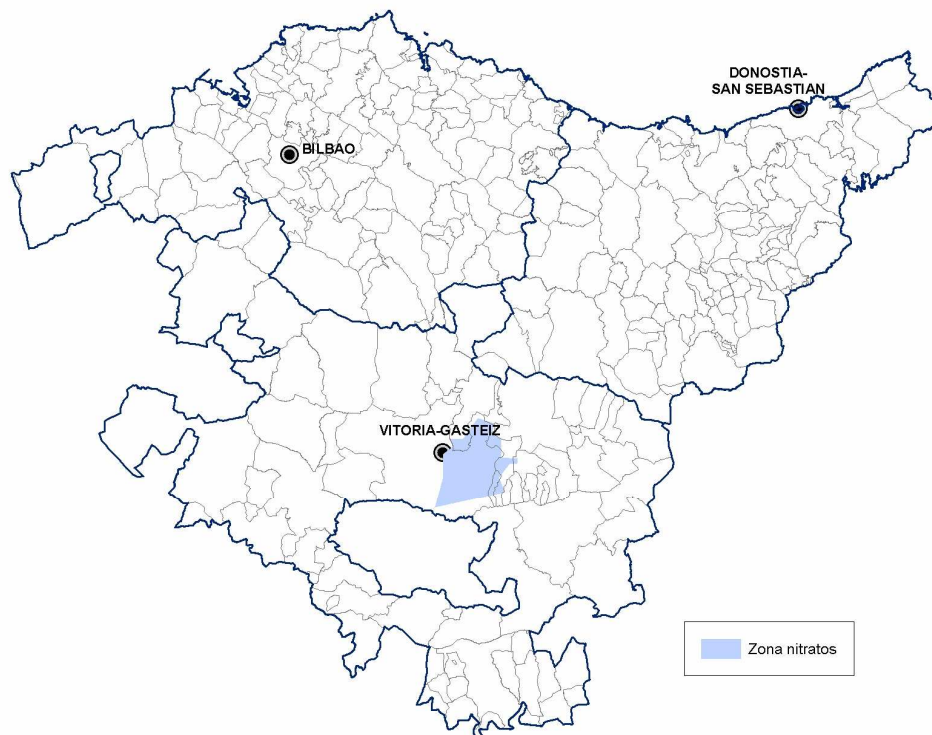 DONOSTIA-
SAN SEBASTIAN
BILBAO
VITORIA-GASTEIZ
Zona nitratos